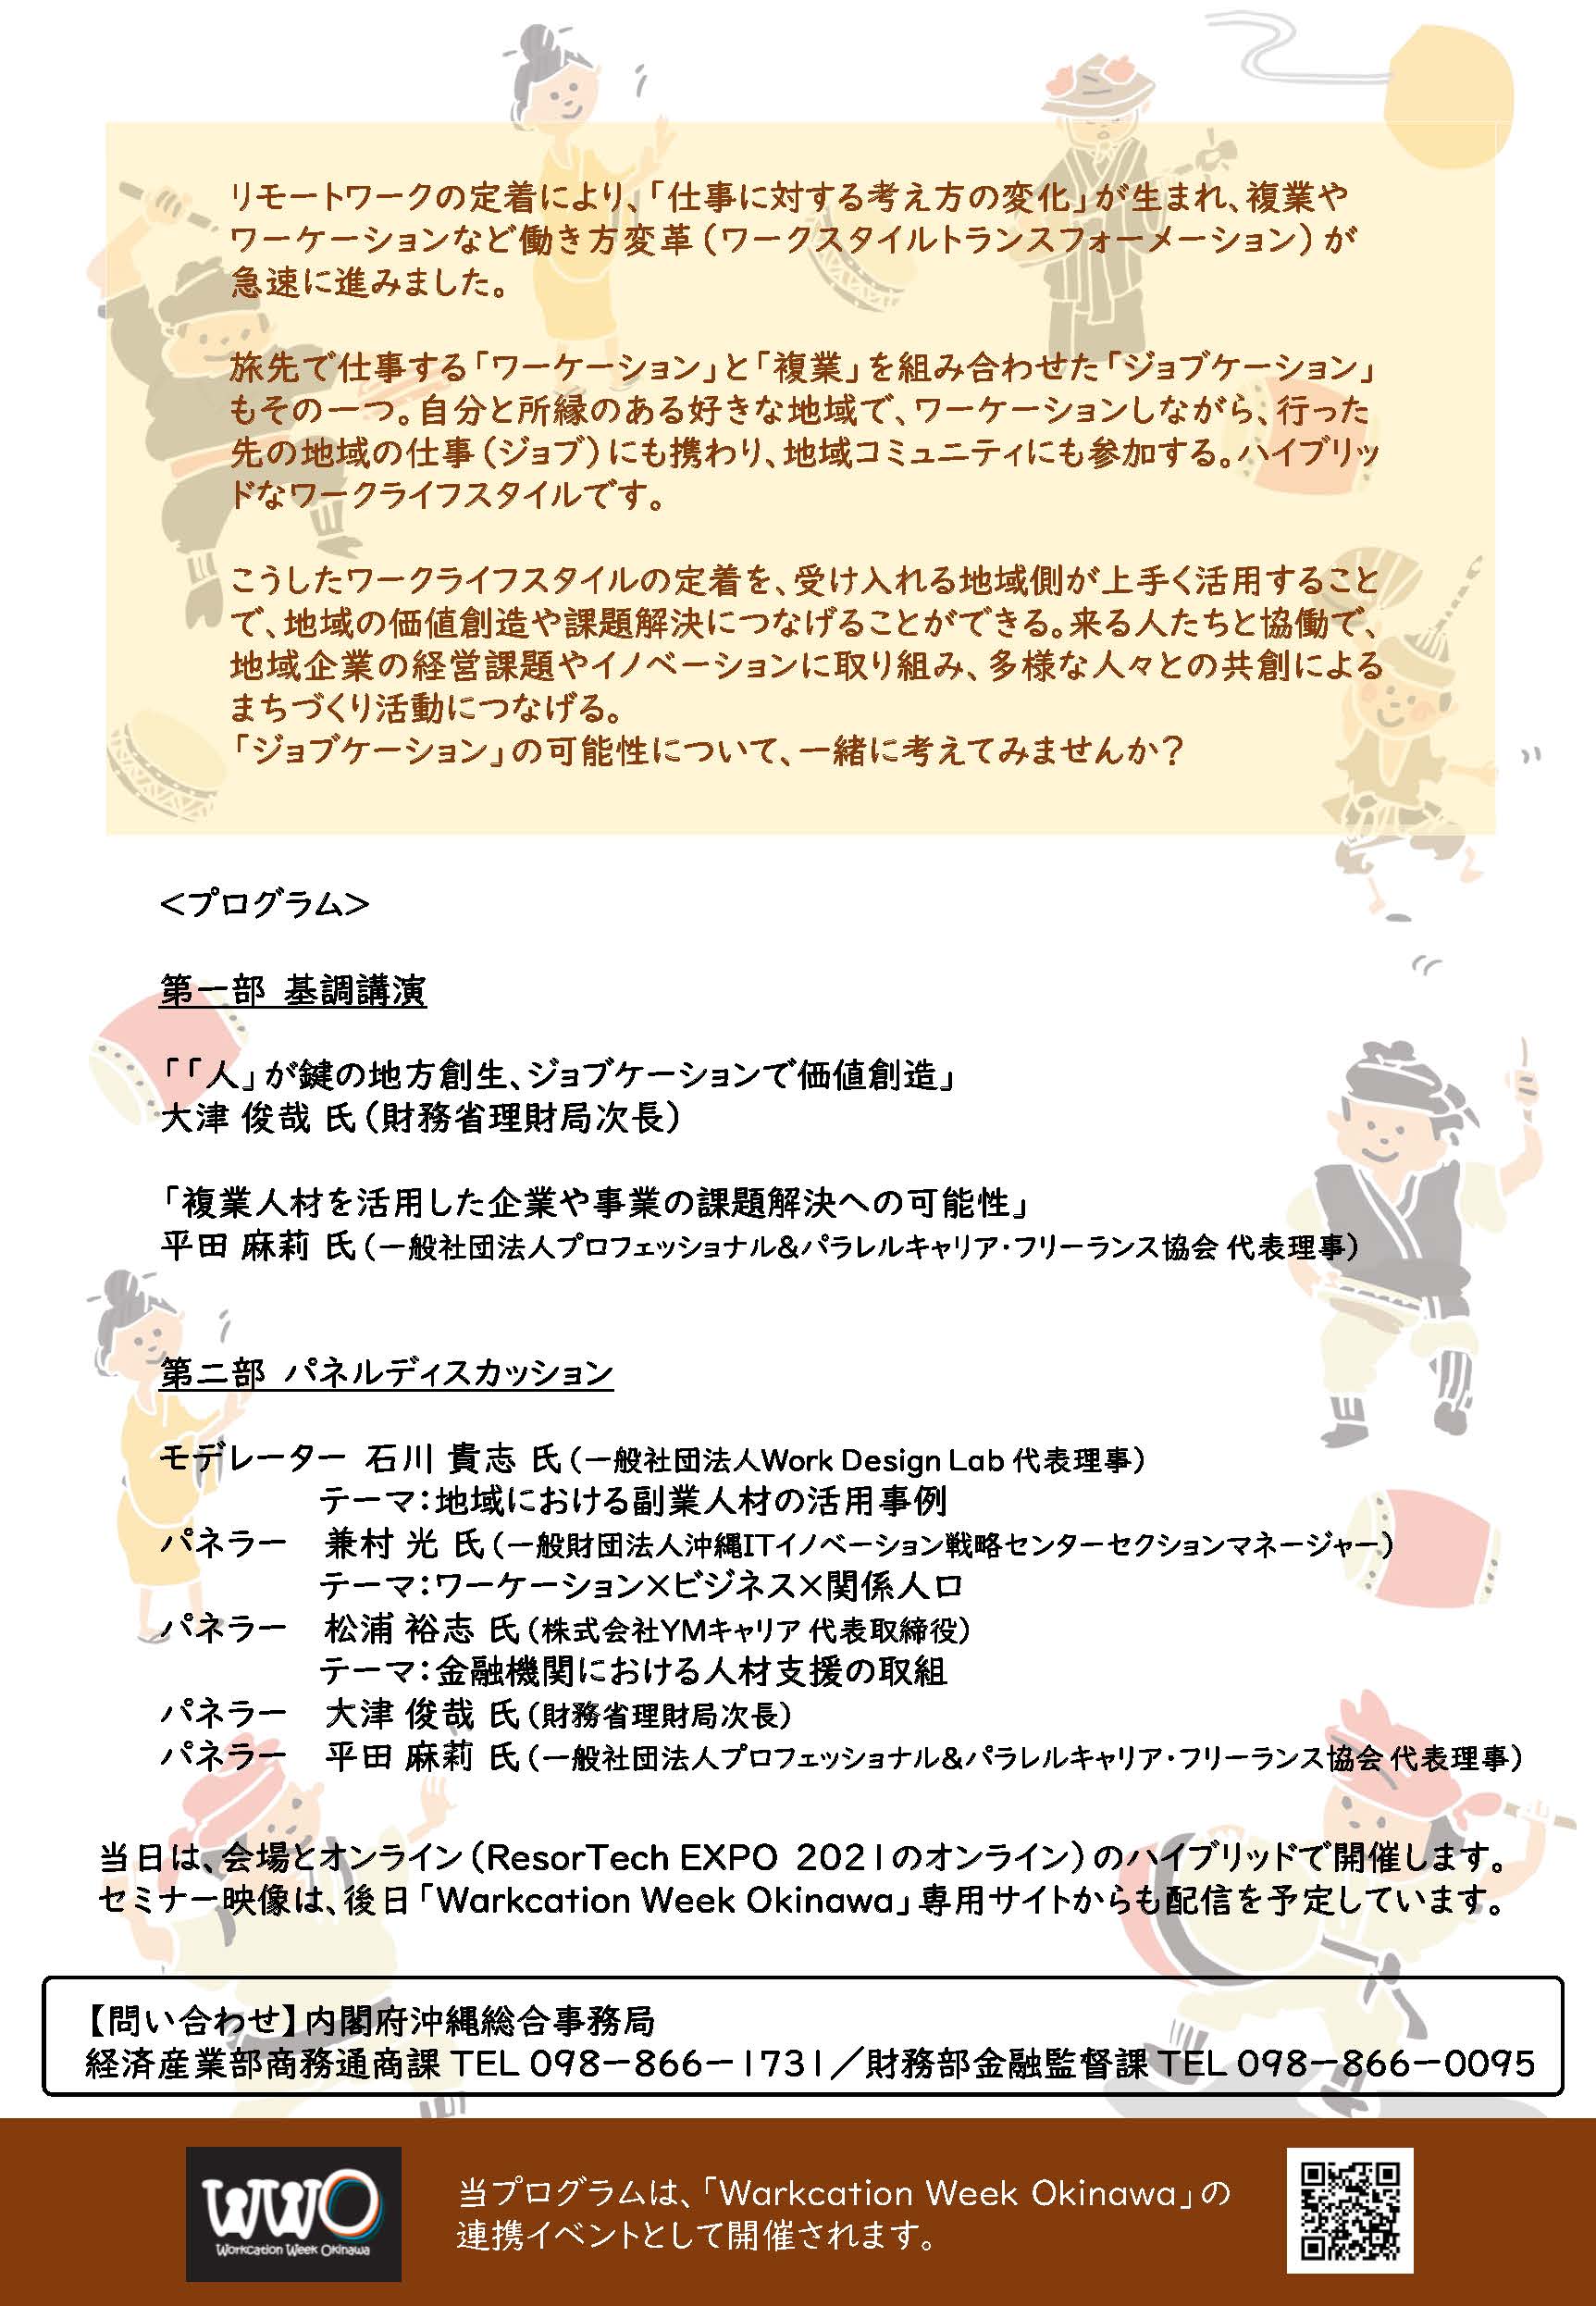 リモートワークの定着により、「仕事に対する考え方の変化」が生まれ、複業や
ワーケーションなど働き方変革（ワークスタイルトランスフォーメーション）が
急速に進みました。
旅先で仕事する「ワーケーション」と「複業」を組み合わせた「ジョブケーション」
もその一つ。自分と所縁のある好きな地域で、ワーケーションしながら、行った
先の地域の仕事（ジョブ）にも携わり、地域コミュニティにも参加する。ハイブリッ
ドなワークライフスタイルです。
こうしたワークライフスタイルの定着を、受け入れる地域側が上手く活用すること
で、地域の価値創造や課題解決につなげることができる。来る人たちと協働で、
地域企業の経営課題やイノベーションに取り組み、多様な人々との共創による
まちづくり活動につなげる。
「ジョブケーション」の可能性について、一緒に考えてみませんか？
＜プログラム＞
第一部 基調講演
「「人」が鍵の地方創生、ジョブケーションで価値創造」
大津 俊哉 氏（財務省理財局次長）
「複業人材を活用した企業や事業の課題解決への可能性」
平田 麻莉 氏（一般社団法人プロフェッショナル&パラレルキャリア・フリーランス協会 代表理事）
第二部 パネルディスカッション
モデレーター 石川 貴志 氏（一般社団法人Work Design Lab 代表理事）
テーマ：地域における副業人材の活用事例
パネラー 兼村 光 氏（一般財団法人沖縄ITイノベーション戦略センターセクションマネージャー）
テーマ：ワーケーション×ビジネス×関係人口
パネラー 松浦 裕志 氏（株式会社YMキャリア 代表取締役）
テーマ：金融機関における人材支援の取組
パネラー 大津 俊哉 氏（財務省理財局次長）
パネラー 平田 麻莉 氏（一般社団法人プロフェッショナル&パラレルキャリア・フリーランス協会 代表理事）
当日は、会場とオンライン（ResorTech EXPO 2021のオンライン）のハイブリッドで開催します。
セミナー映像は、後日「Warkcation Week Okinawa」専用サイトからも配信を予定しています。
【問い合わせ】内閣府沖縄総合事務局
経済産業部商務通商課 TEL 098－866－1731／財務部金融監督課 TEL 098－866－0095
WWO
Workcation Week Okinawa
当プログラムは、「Warkcation Week Okinawa」の
連携イベントとして開催されます。